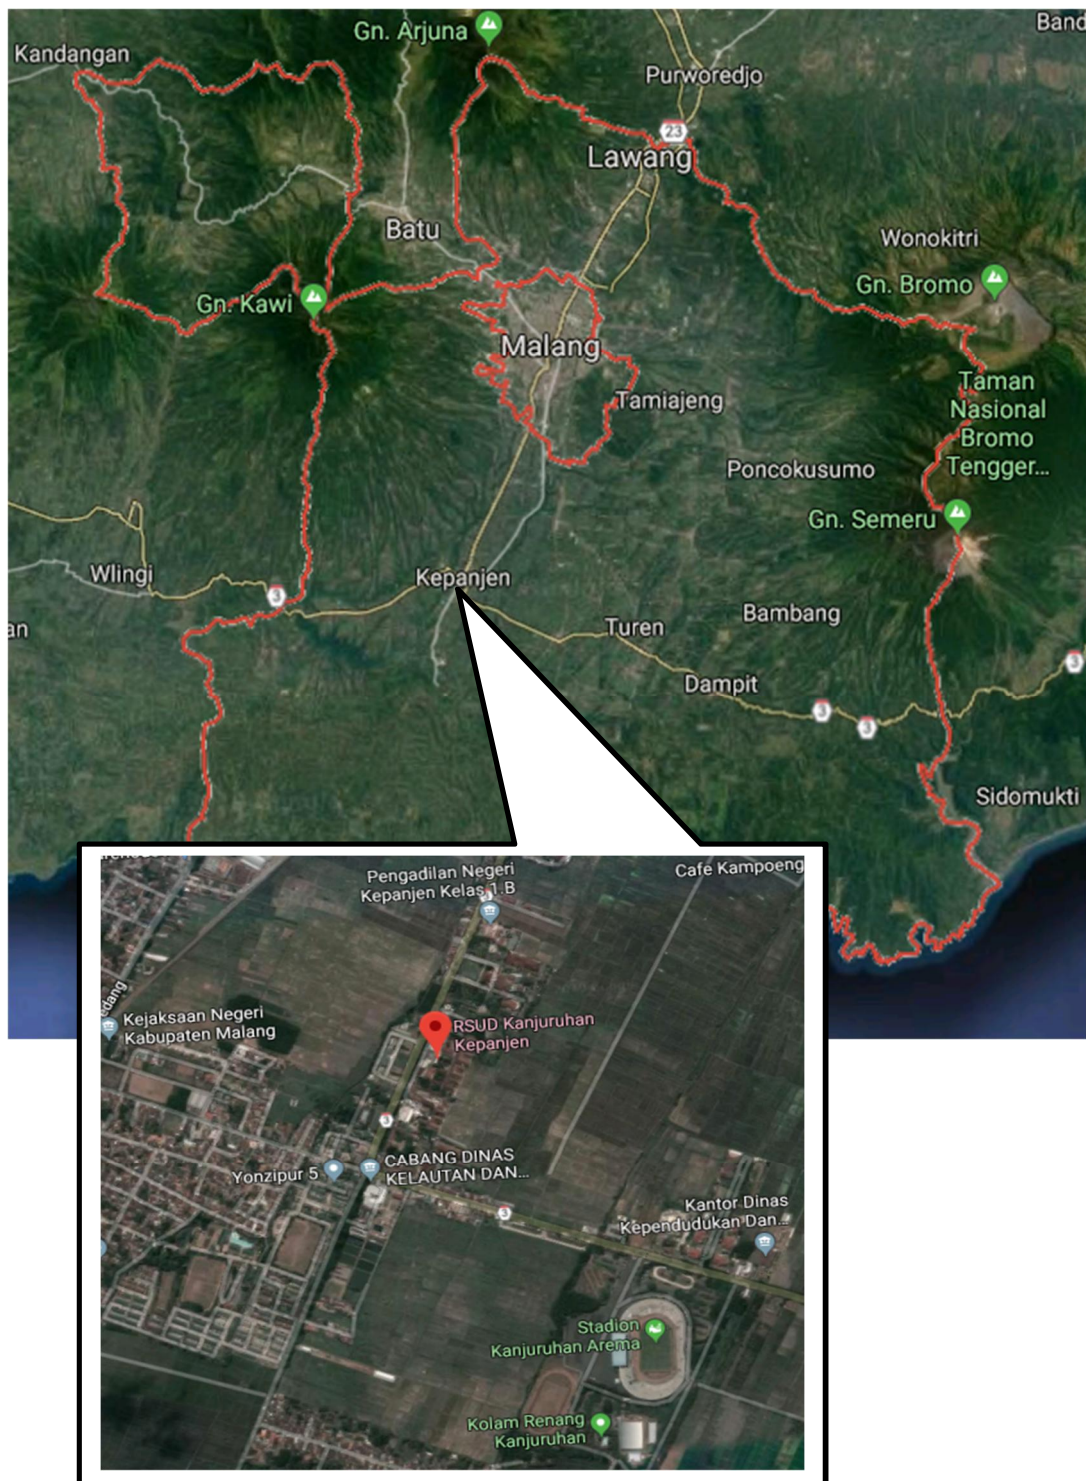 Gn. Arjuna
Band
Kandangan
Purworedjo
23
Lawang
Batu
Wonokitri
Gn. Bromo
Gn. Kawi
Malang
Tamiajeng
Taman
Nasional
Bromo
Tengger...
Poncokusumo
Gn. Semeru
Wlingi
Kepanjen
3
an
Turen
Bambang
3
Dampit
3
3
Sidomukti
Pengadilan Negeri
Kepanjen Kelas 1.B
Cafe Kampoeng
edang
Kejaksaan Negeri
Kabupaten Malang
RSUD Kanjuruhan
Kepanjen
3
Yonzipur 5
CABANG DINAS
KELAUTAN DAN...
3
Kantor Dinas
Kependudukan Dan...
Stadion
Kanjuruhan Arema
Kolam Renang
Kanjuruhan